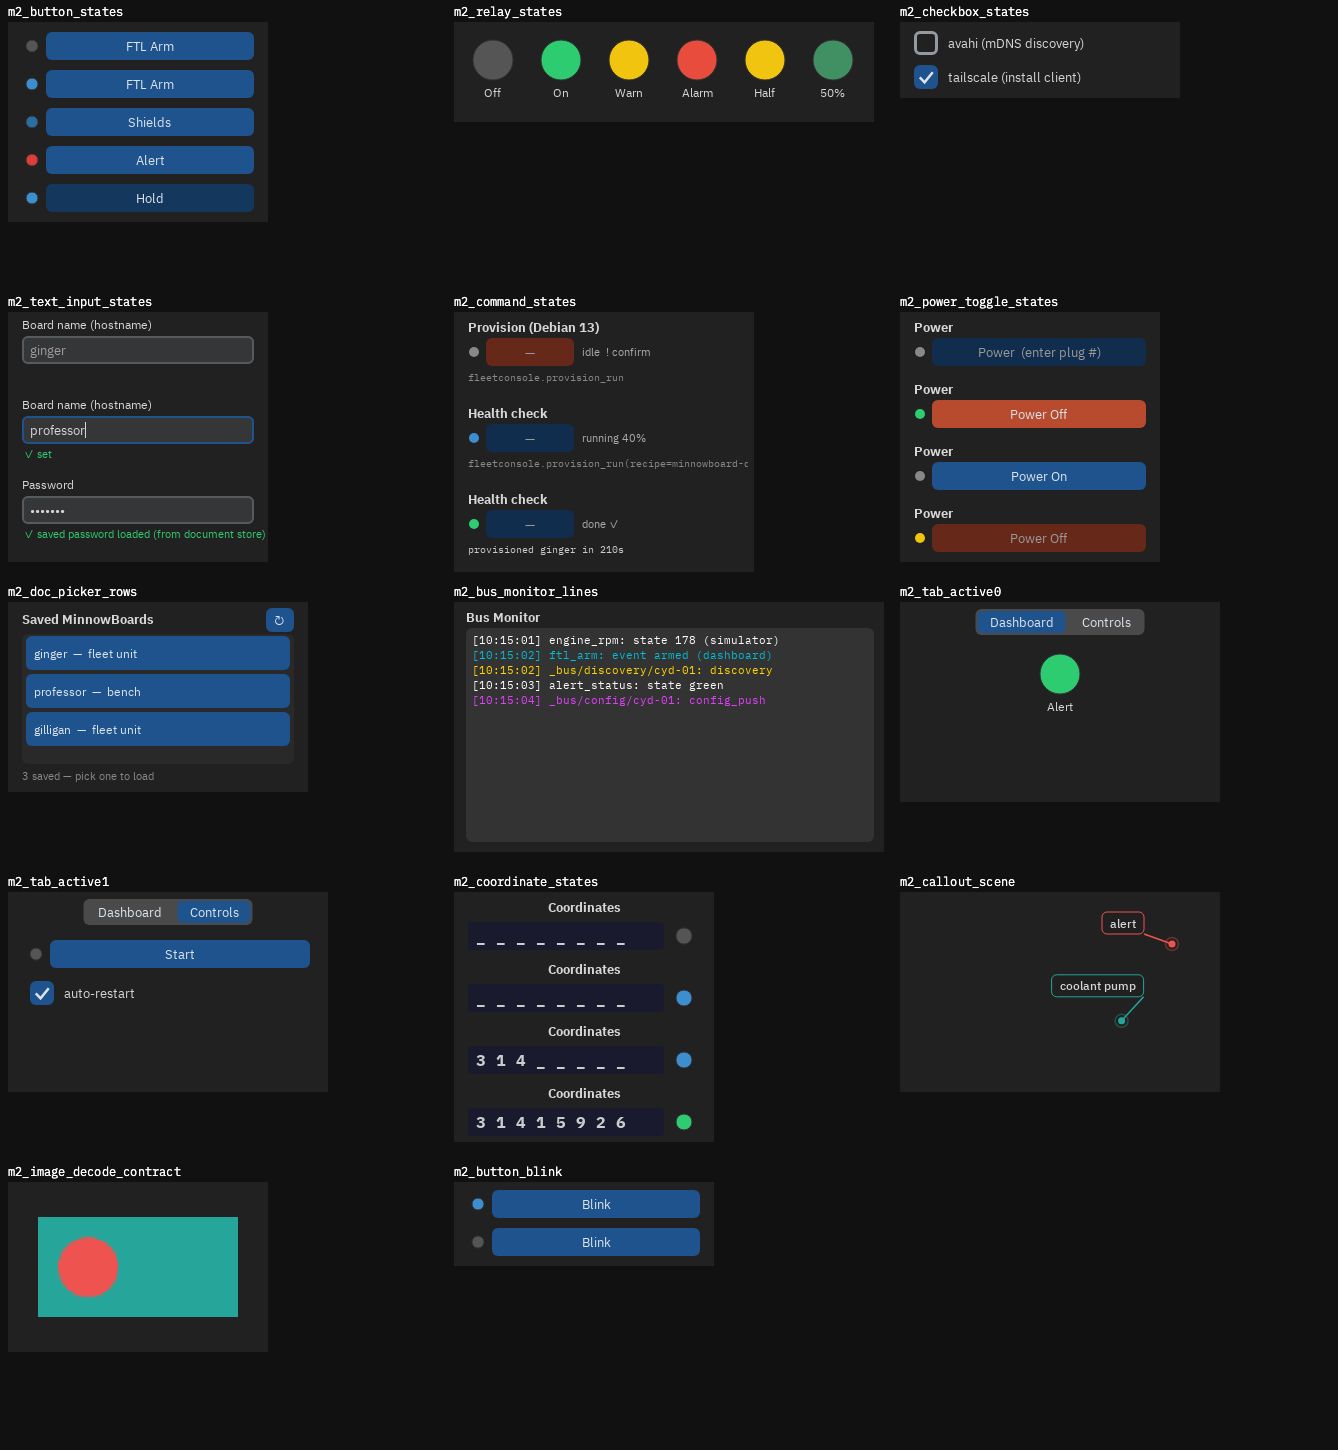 m2_button_states
FTL Arm
FTL Arm
Shields
Alert
Hold
m2_relay_states
Off On Warn Alarm Half 50%
m2_checkbox_states
avahi (mDNS discovery)
tailscale (install client)
m2_text_input_states
Board name (hostname)
ginger
Board name (hostname)
professor
✓ set
Password
•••••••
✓ saved password loaded (from document store)
m2_command_states
Provision (Debian 13)
— idle ! confirm
fleetconsole.provision_run
Health check
— running 40%
fleetconsole.provision_run(recipe=minnowboard-c
Health check
— done ✓
provisioned ginger in 210s
m2_power_toggle_states
Power
Power (enter plug #)
Power
Power Off
Power
Power On
Power
Power Off
m2_doc_picker_rows
Saved MinnowBoards ↻
ginger — fleet unit
professor — bench
gilligan — fleet unit
3 saved — pick one to load
m2_bus_monitor_lines
Bus Monitor
[10:15:01] engine_rpm: state 178 (simulator)
[10:15:02] ftl_arm: event armed (dashboard)
[10:15:02] _bus/discovery/cyd-01: discovery
[10:15:03] alert_status: state green
[10:15:04] _bus/config/cyd-01: config_push
m2_tab_active0
Dashboard Controls
Alert
m2_tab_active1
Dashboard Controls
Start
auto-restart
m2_coordinate_states
Coordinates
_ _ _ _ _ _ _ _
Coordinates
_ _ _ _ _ _ _ _
Coordinates
3 1 4 _ _ _ _ _
Coordinates
3 1 4 1 5 9 2 6
m2_callout_scene
alert
coolant pump
m2_image_decode_contract
m2_button_blink
Blink
Blink